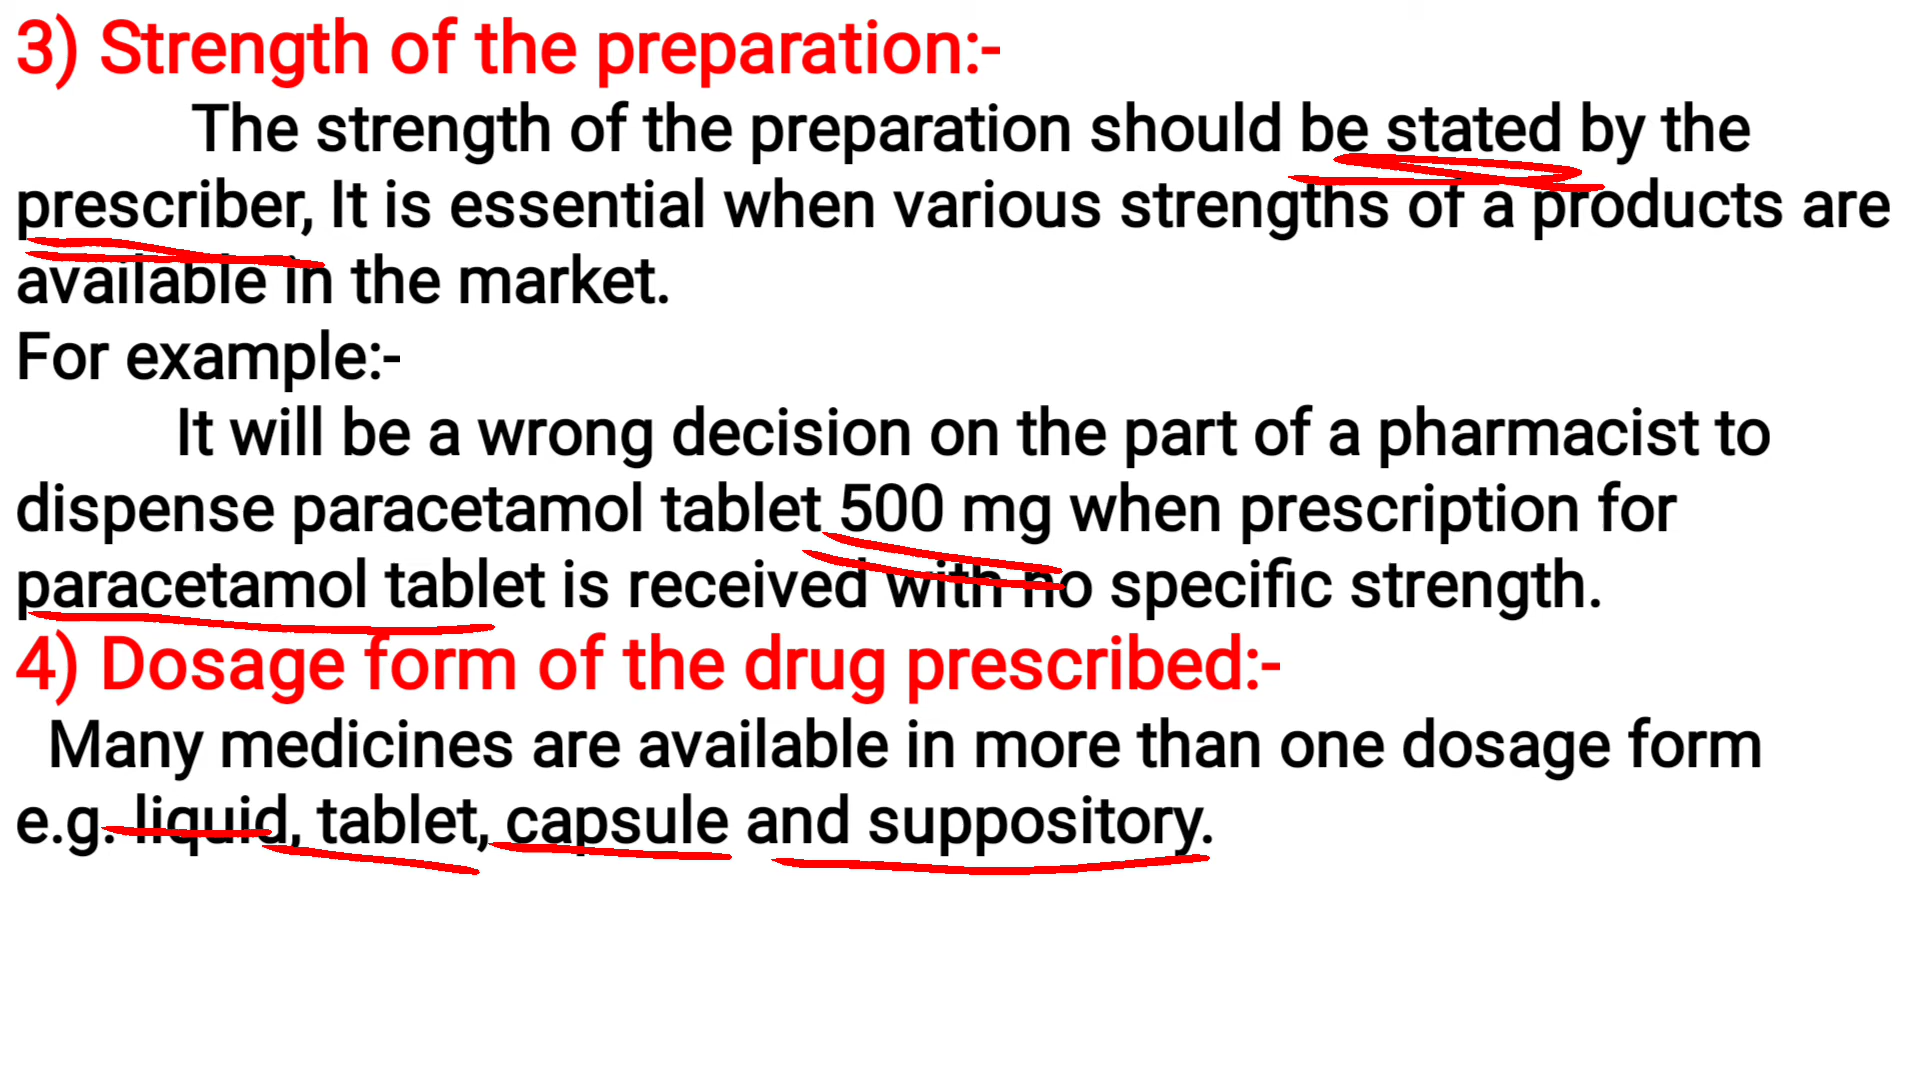 3) Strength of the preparation:-
The strength of the preparation should be stated by the
prescriber, It is essential when various strengths of a products are
available in the market.
For example:-
It will be a wrong decision on the part of a pharmacist to
dispense paracetamol tablet 500 mg when prescription for
paracetamol tablet is received with no specific strength.
4) Dosage form of the drug prescribed:-
Many medicines are available in more than one dosage form
e.g. liquid, tablet, capsule and suppository.